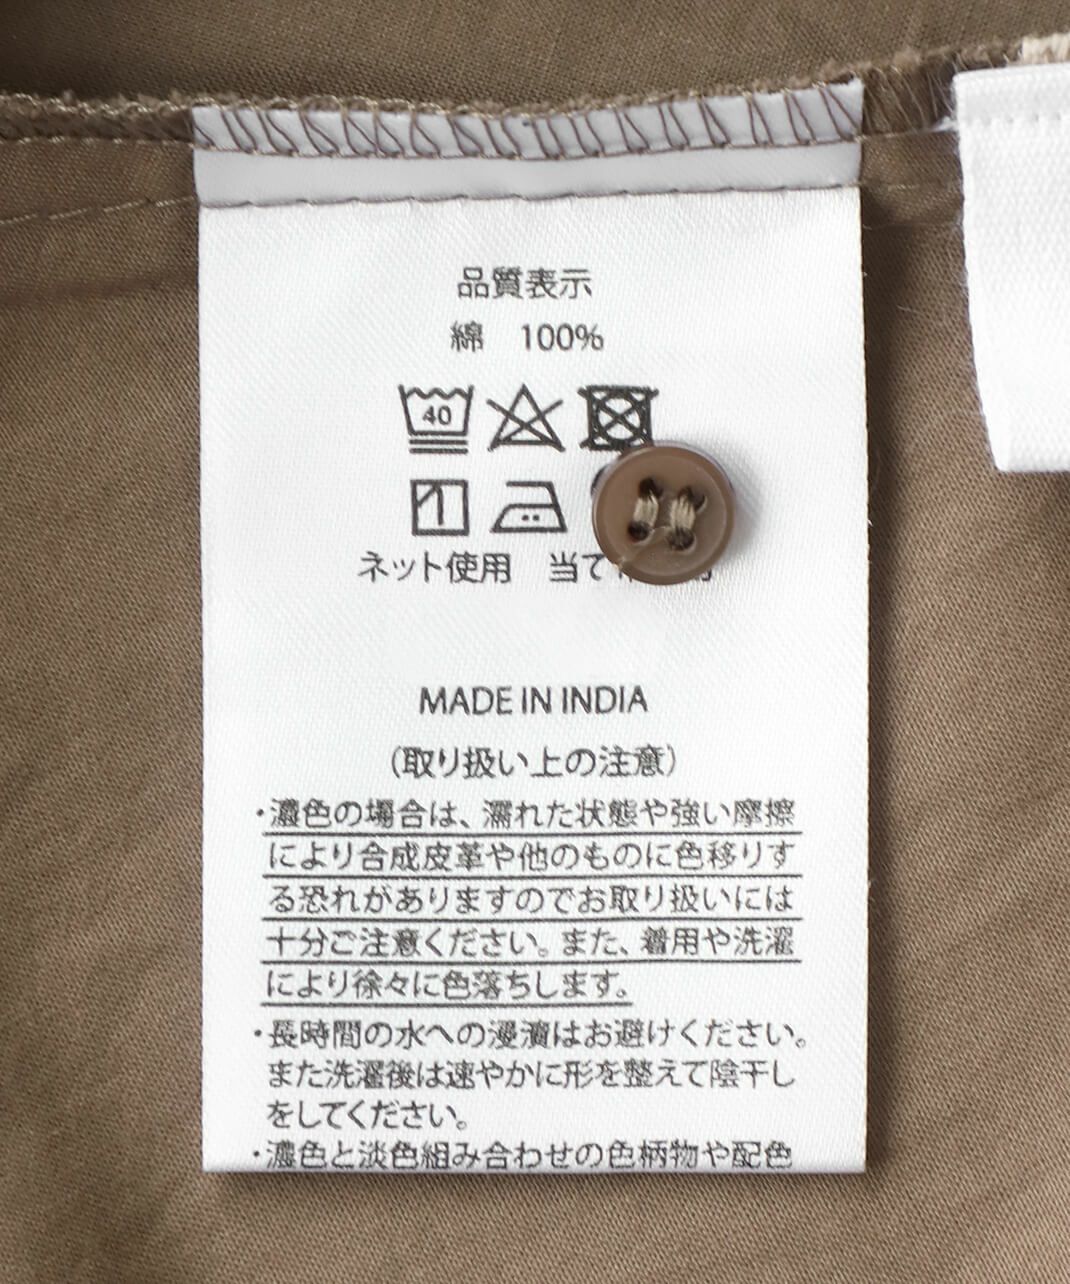 品質表示
綿 100%
40
ネット使用 当て
MADE IN INDIA
(取り扱い上の注意)
・濃色の場合は、濡れた状態や強い摩擦
により合成皮革や他のものに色移りす
る恐れがありますのでお取り扱いには
十分ご注意ください。また、着用や洗濯
により徐々に色落ちします。
・長時間の水への浸漬はお避けください。
また洗濯後は速やかに形を整えて陰干し
をしてください。
・濃色と淡色組み合わせの色柄物や配色